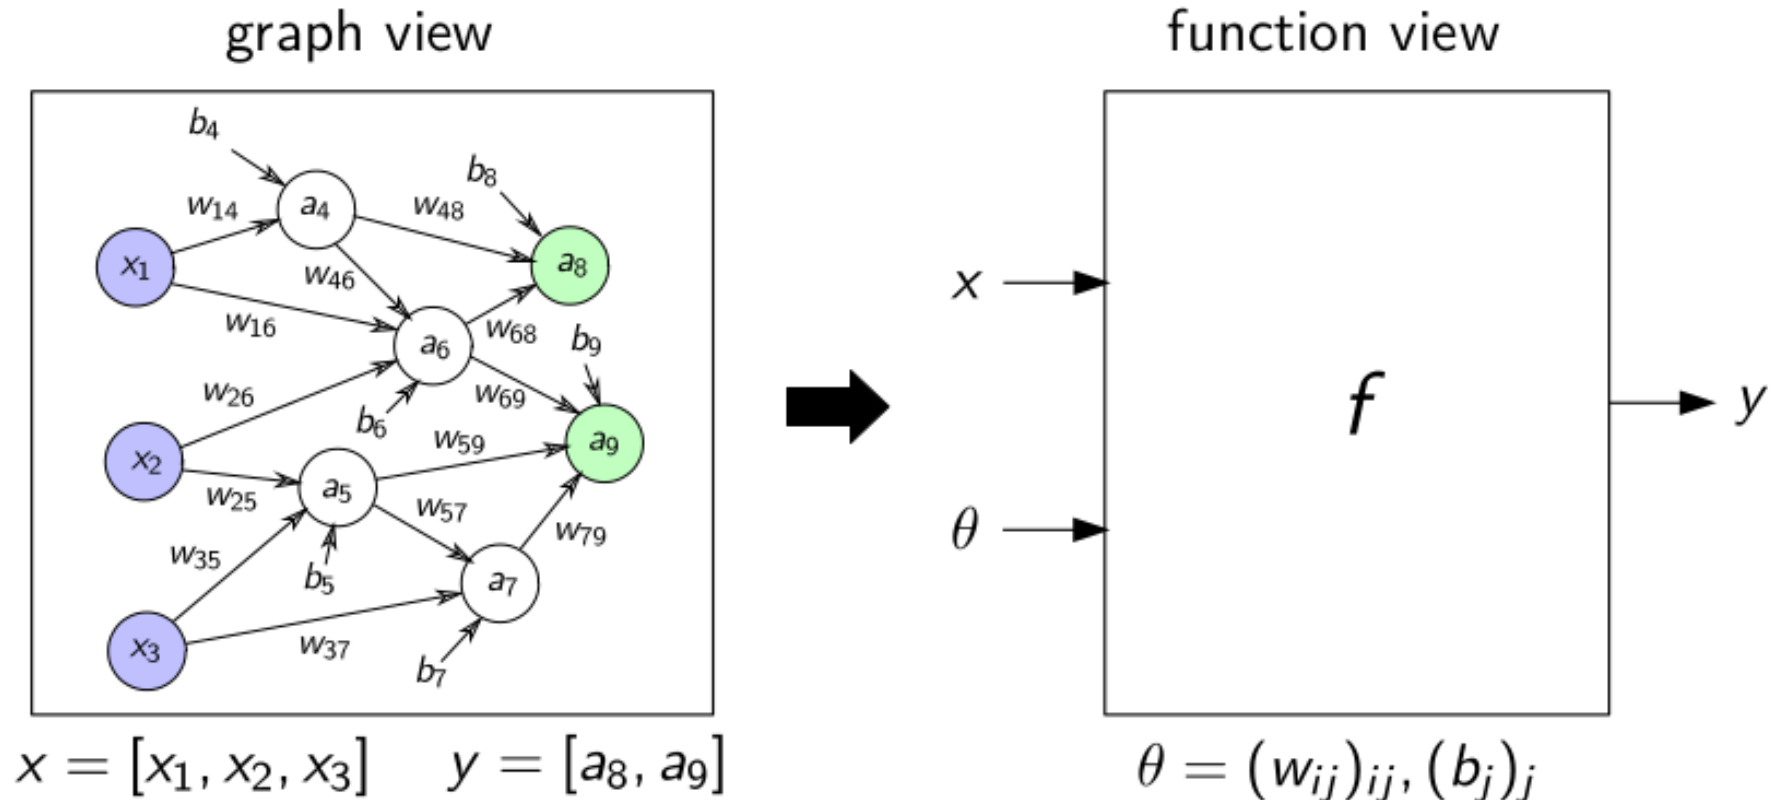 graph view
function view
b4
b8
w14
a4
w48
x1
a8
w46
w16
w68
a6
b9
w26
w69
b6
w59
a9
x2
a5
w25
w57
w79
w35
b5
a7
x3
w37
b7
x
f
y
θ
x = [x1, x2, x3]
y = [a8, a9]
θ = (wij)ij, (bj)j